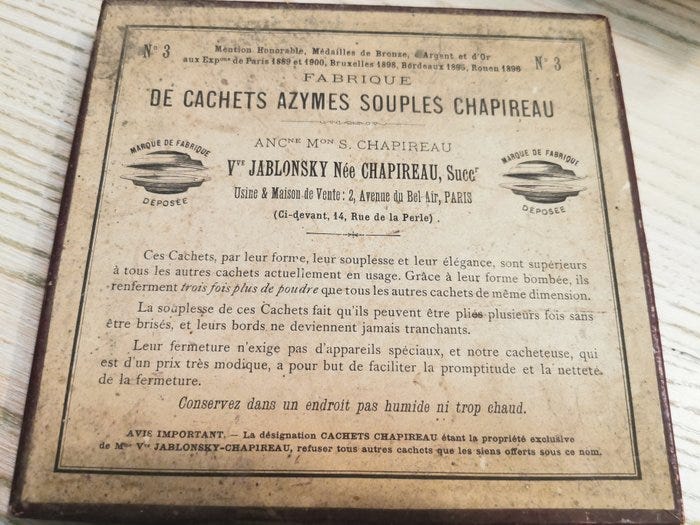 N° 3
Mention Honorable, Médailles de Bronze, d'Argent et d'Or
N° 3
aux Expons de Paris 1889 et 1900, Bruxelles 1898, Bordeaux 1895, Rouen 1896
FABRIQUE
DE CACHETS AZYMES SOUPLES CHAPIREAU
ANCNE MON S. CHAPIREAU
Vve JABLONSKY Née CHAPIREAU, Succr
Usine & Maison de Vente : 2, Avenue du Bel-Air, PARIS
(Ci-devant, 14, Rue de la Perle).
MARQUE DE FABRIQUE
DÉPOSÉE
MARQUE DE FABRIQUE
DÉPOSÉE
Ces Cachets, par leur forme, leur souplesse et leur élégance, sont supérieurs
à tous les autres cachets actuellement en usage. Grâce à leur forme bombée, ils
renferment trois fois plus de poudre que tous les autres cachets de même dimension.
La souplesse de ces Cachets fait qu'ils peuvent être pliés plusieurs fois sans
être brisés, et leurs bords ne deviennent jamais tranchants.
Leur fermeture n'exige pas d'appareils spéciaux, et notre cacheteuse, qui
est d'un prix très modique, a pour but de faciliter la promptitude et la netteté
de la fermeture.
Conservez dans un endroit pas humide ni trop chaud.
AVIS IMPORTANT. — La désignation CACHETS CHAPIREAU étant la propriété exclusive
de Mme Vve JABLONSKY-CHAPIREAU, refuser tous autres cachets que les siens offerts sous ce nom.